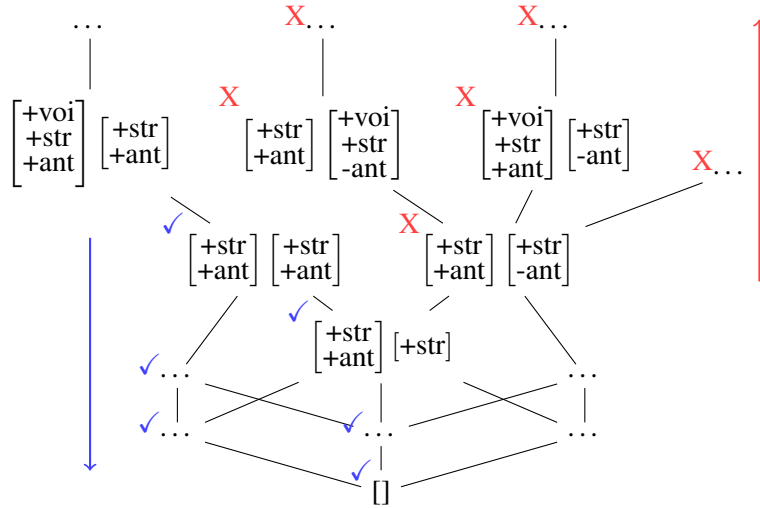 ... X... X...
X X
[+voi +str +ant] [+str +ant] [+str +ant] [+voi +str -ant] [+voi +str +ant] [+str -ant]
X...
✓ X
[+str +ant] [+str +ant] [+str +ant] [+str -ant]
✓
[+str +ant] [+str]
✓... ...
✓... ✓... ...
✓
[]